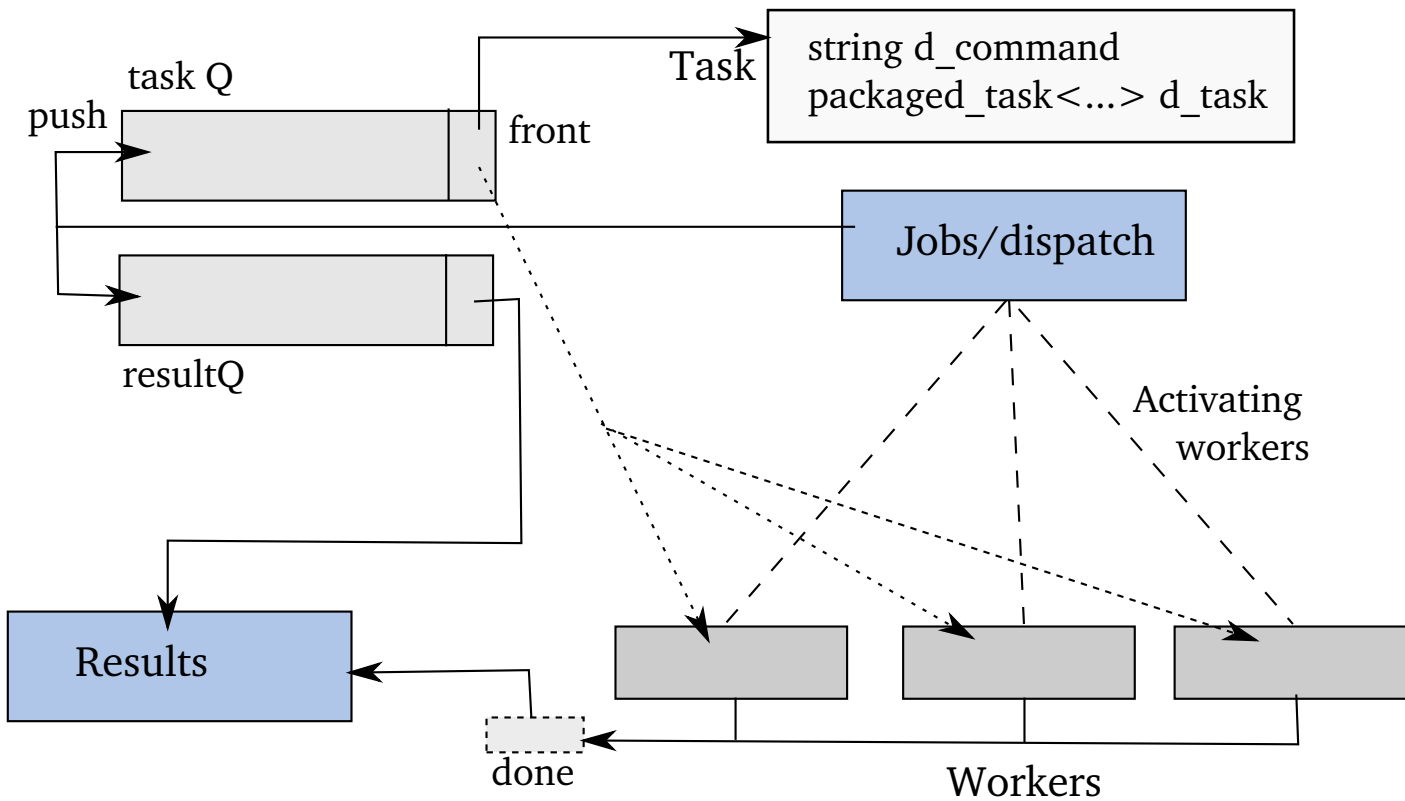 task Q
push
front
Task
string d_command
packaged_task<...> d_task
Jobs/dispatch
resultQ
Activating
workers
Results
done
Workers